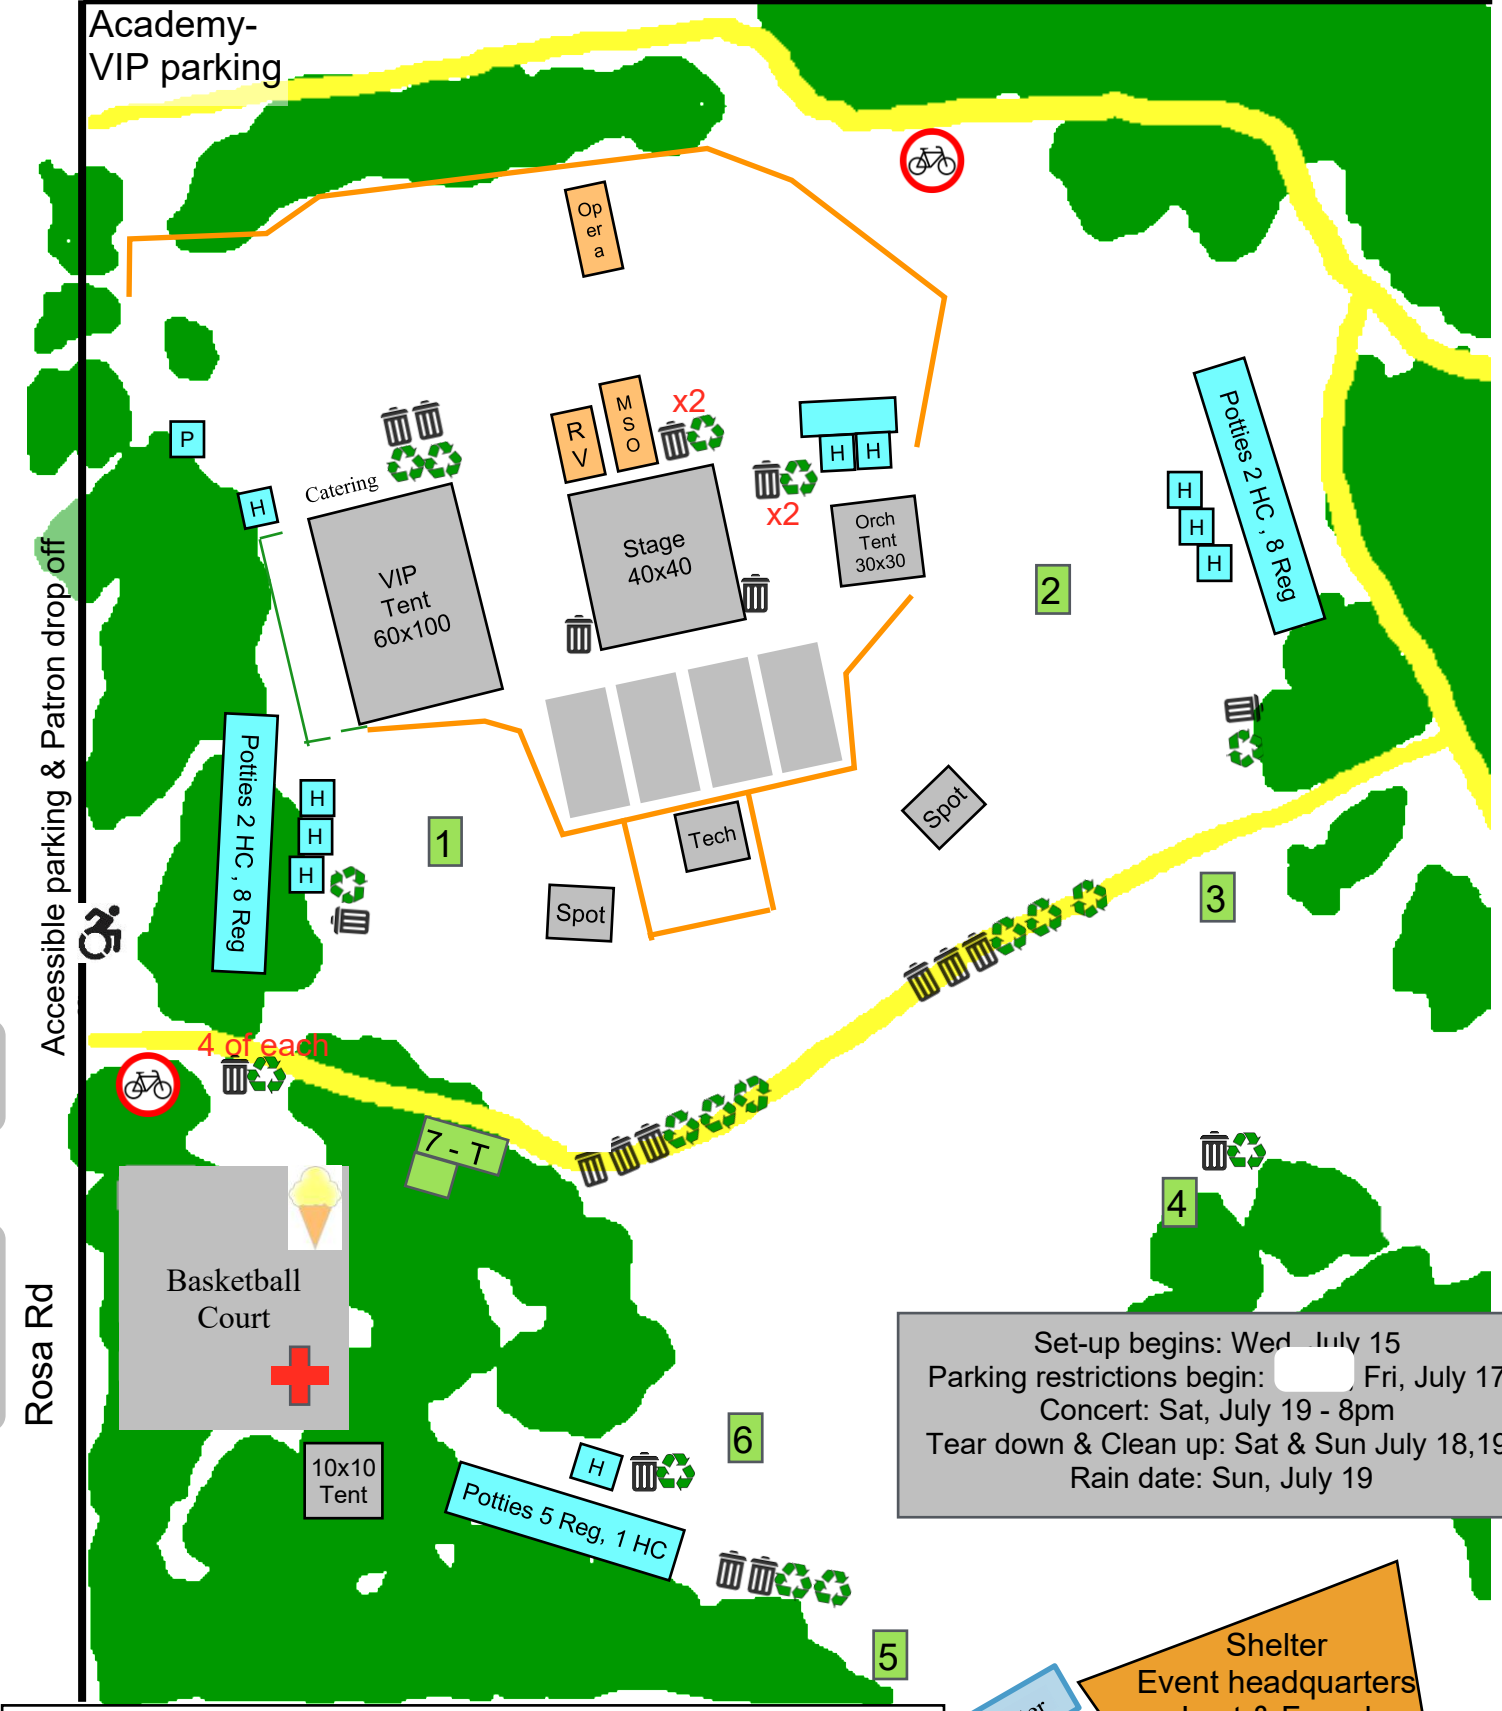 Academy-
VIP parking
Op
er
a
P
H
Catering
R
V
M
S
O
x2
x2
H
H
Orch
Tent
30x30
Stage
40x40
VIP
Tent
60x100
2
H
H
H
Potties 2 HC , 8 Reg
Accessible parking & Patron drop off
Potties 2 HC , 8 Reg
H
H
H
1
Tech
Spot
Spot
3
4 of each
7 - T
4
Basketball
Court
Rosa Rd
10x10
Tent
H
Potties 5 Reg, 1 HC
6
5
Set-up begins: Wed, July 15
Parking restrictions begin: , Fri, July 17
Concert: Sat, July 19 - 8pm
Tear down & Clean up: Sat & Sun July 18,19
Rain date: Sun, July 19
Shelter
Event headquarters